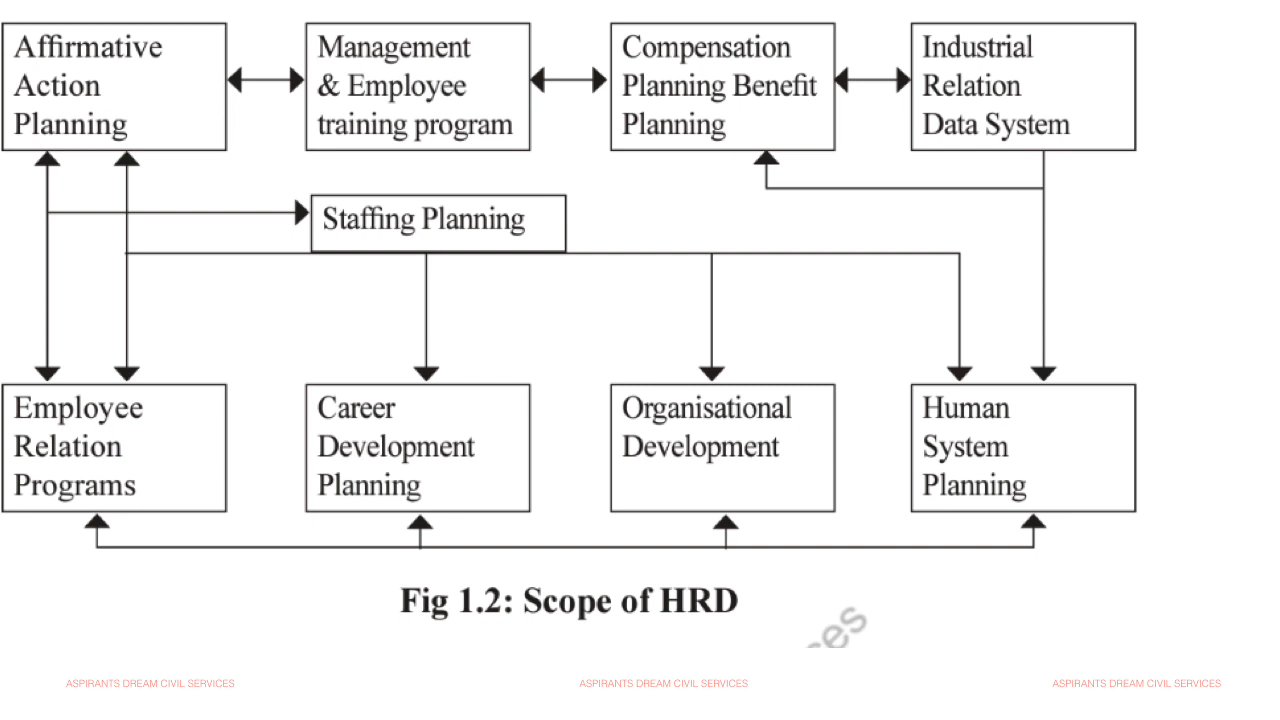 Affirmative
Action
Planning
Management
& Employee
training program
Compensation
Planning Benefit
Planning
Industrial
Relation
Data System
Staffing Planning
Employee
Relation
Programs
Career
Development
Planning
Organisational
Development
Human
System
Planning
Fig 1.2: Scope of HRD
ASPIRANTS DREAM CIVIL SERVICES
ASPIRANTS DREAM CIVIL SERVICES
ASPIRANTS DREAM CIVIL SERVICES